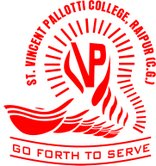 ST. VINCENT PALLOTTI COLLEGE, RAIPUR (C.G.)
VP
GO FORTH TO SERVE